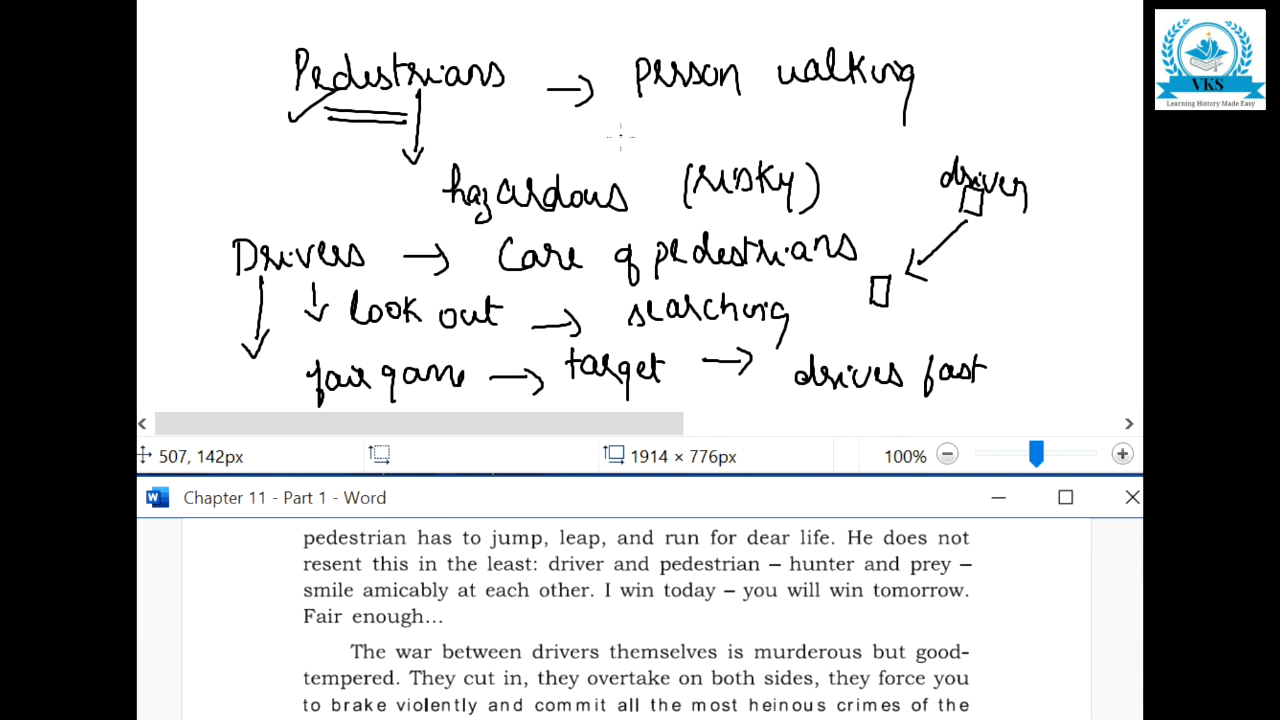 Pedestrians → person walking
VKS
Learning History Made Easy
hazardous (risky)
driver
Drivers → Care of pedestrians
look out → searching
fair game → target → drives fast
507, 142px
1914 × 776px
100%
Chapter 11 - Part 1 - Word
pedestrian has to jump, leap, and run for dear life. He does not
resent this in the least: driver and pedestrian – hunter and prey –
smile amicably at each other. I win today – you will win tomorrow.
Fair enough...
The war between drivers themselves is murderous but good-
tempered. They cut in, they overtake on both sides, they force you
to brake violently and commit all the most heinous crimes of the